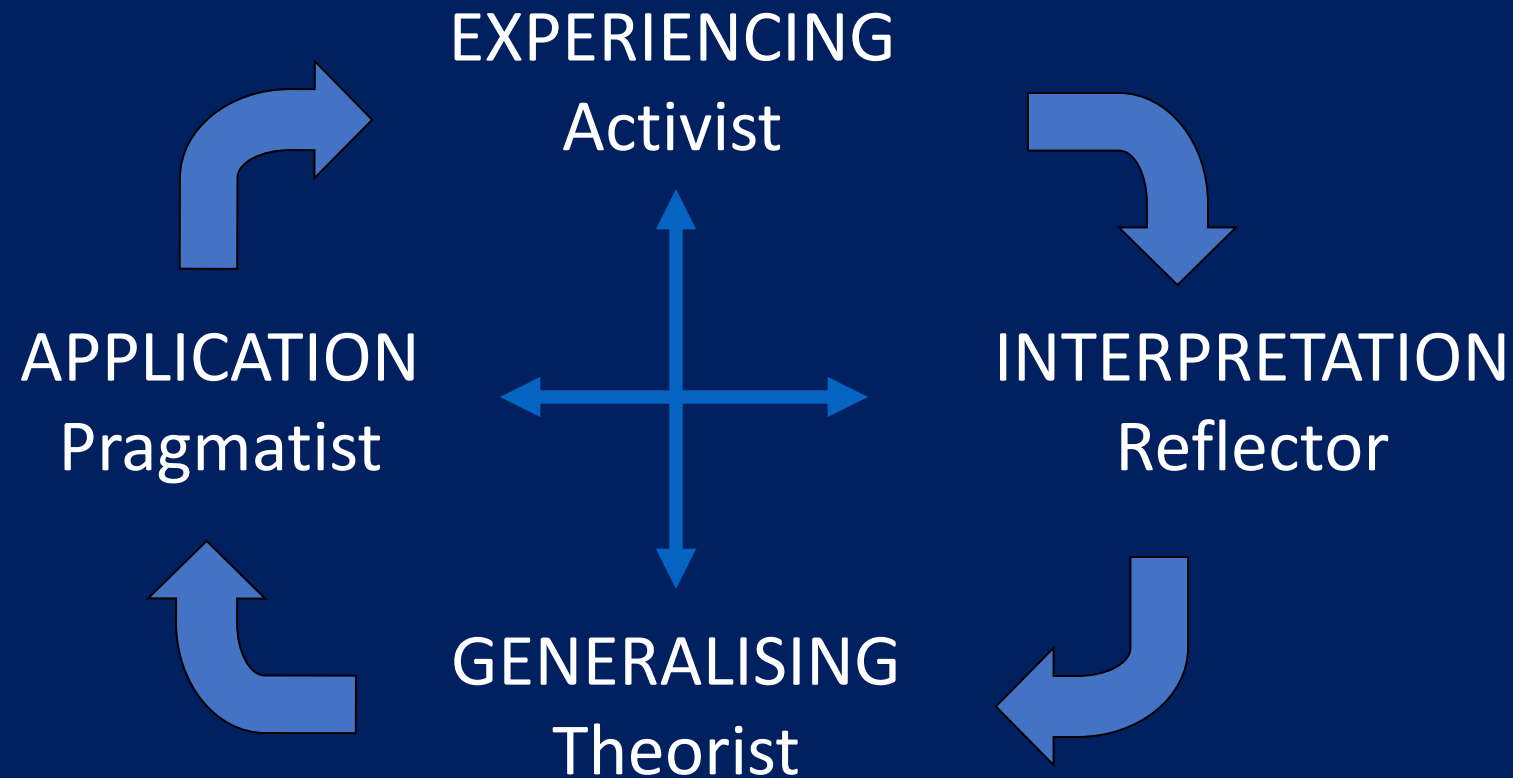 EXPERIENCING
Activist
APPLICATION
Pragmatist
INTERPRETATION
Reflector
GENERALISING
Theorist